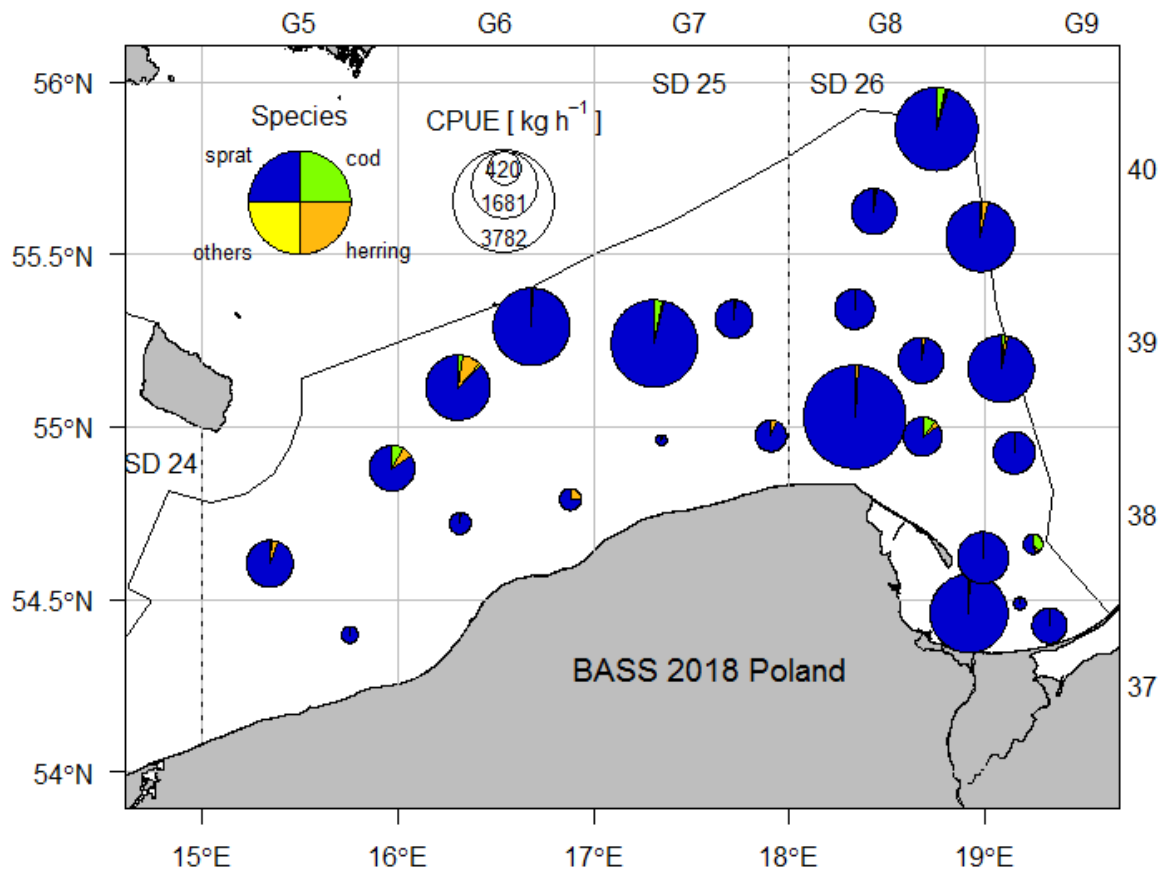 G5 G6 G7 G8 G9
56°N
SD 25 SD 26
Species CPUE [ kg h⁻¹ ]
sprat cod
420
1681
3782
others herring
40
55.5°N
39
55°N
SD 24
38
54.5°N
BASS 2018 Poland
37
54°N
15°E 16°E 17°E 18°E 19°E